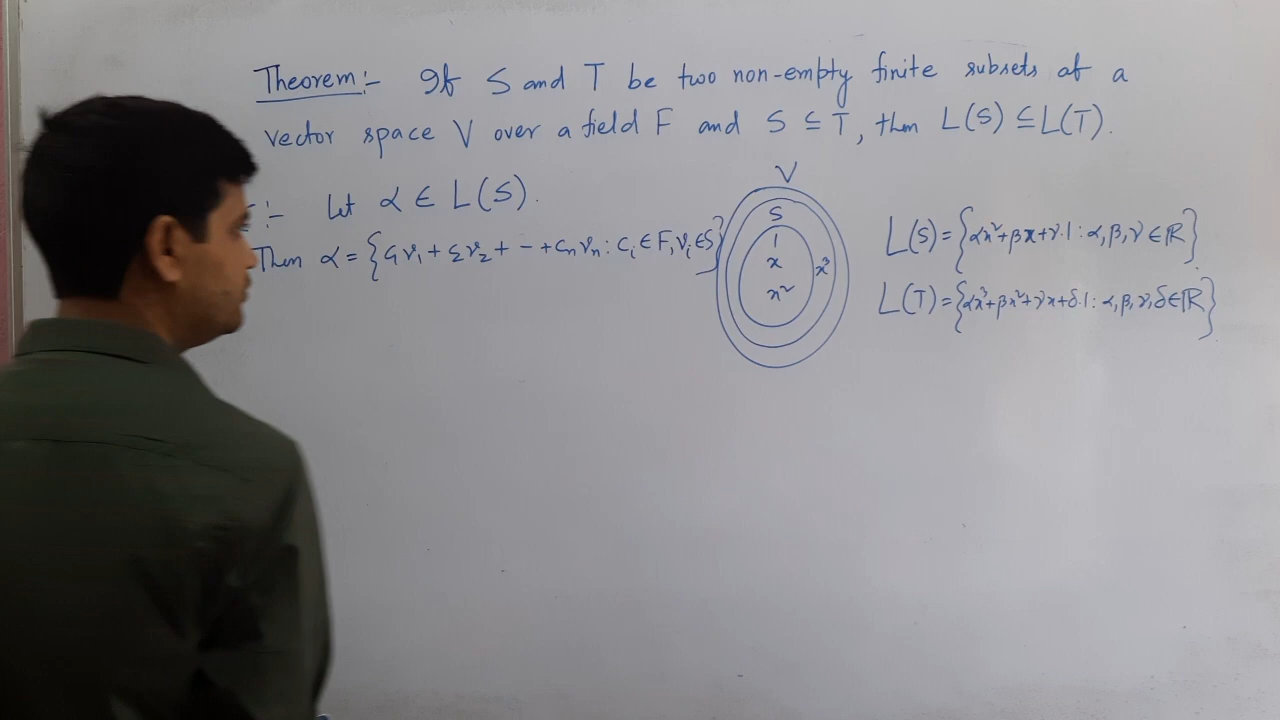 Theorem:- If S and T be two non-empty finite subsets of a
vector space V over a field F and S ⊆ T, then L(S) ⊆ L(T).
:- Let α ∈ L(S).
Then α = {c₁v₁ + c₂v₂ + - - + cₙvₙ : cᵢ ∈ F, vᵢ ∈ S}
V
S
1
x
x²
x³
L(S) = {αx²+βx+γ.1 : α, β, γ ∈ ℝ}
L(T) = {αx³+βx²+γx+δ.1 : α, β, γ, δ ∈ ℝ}